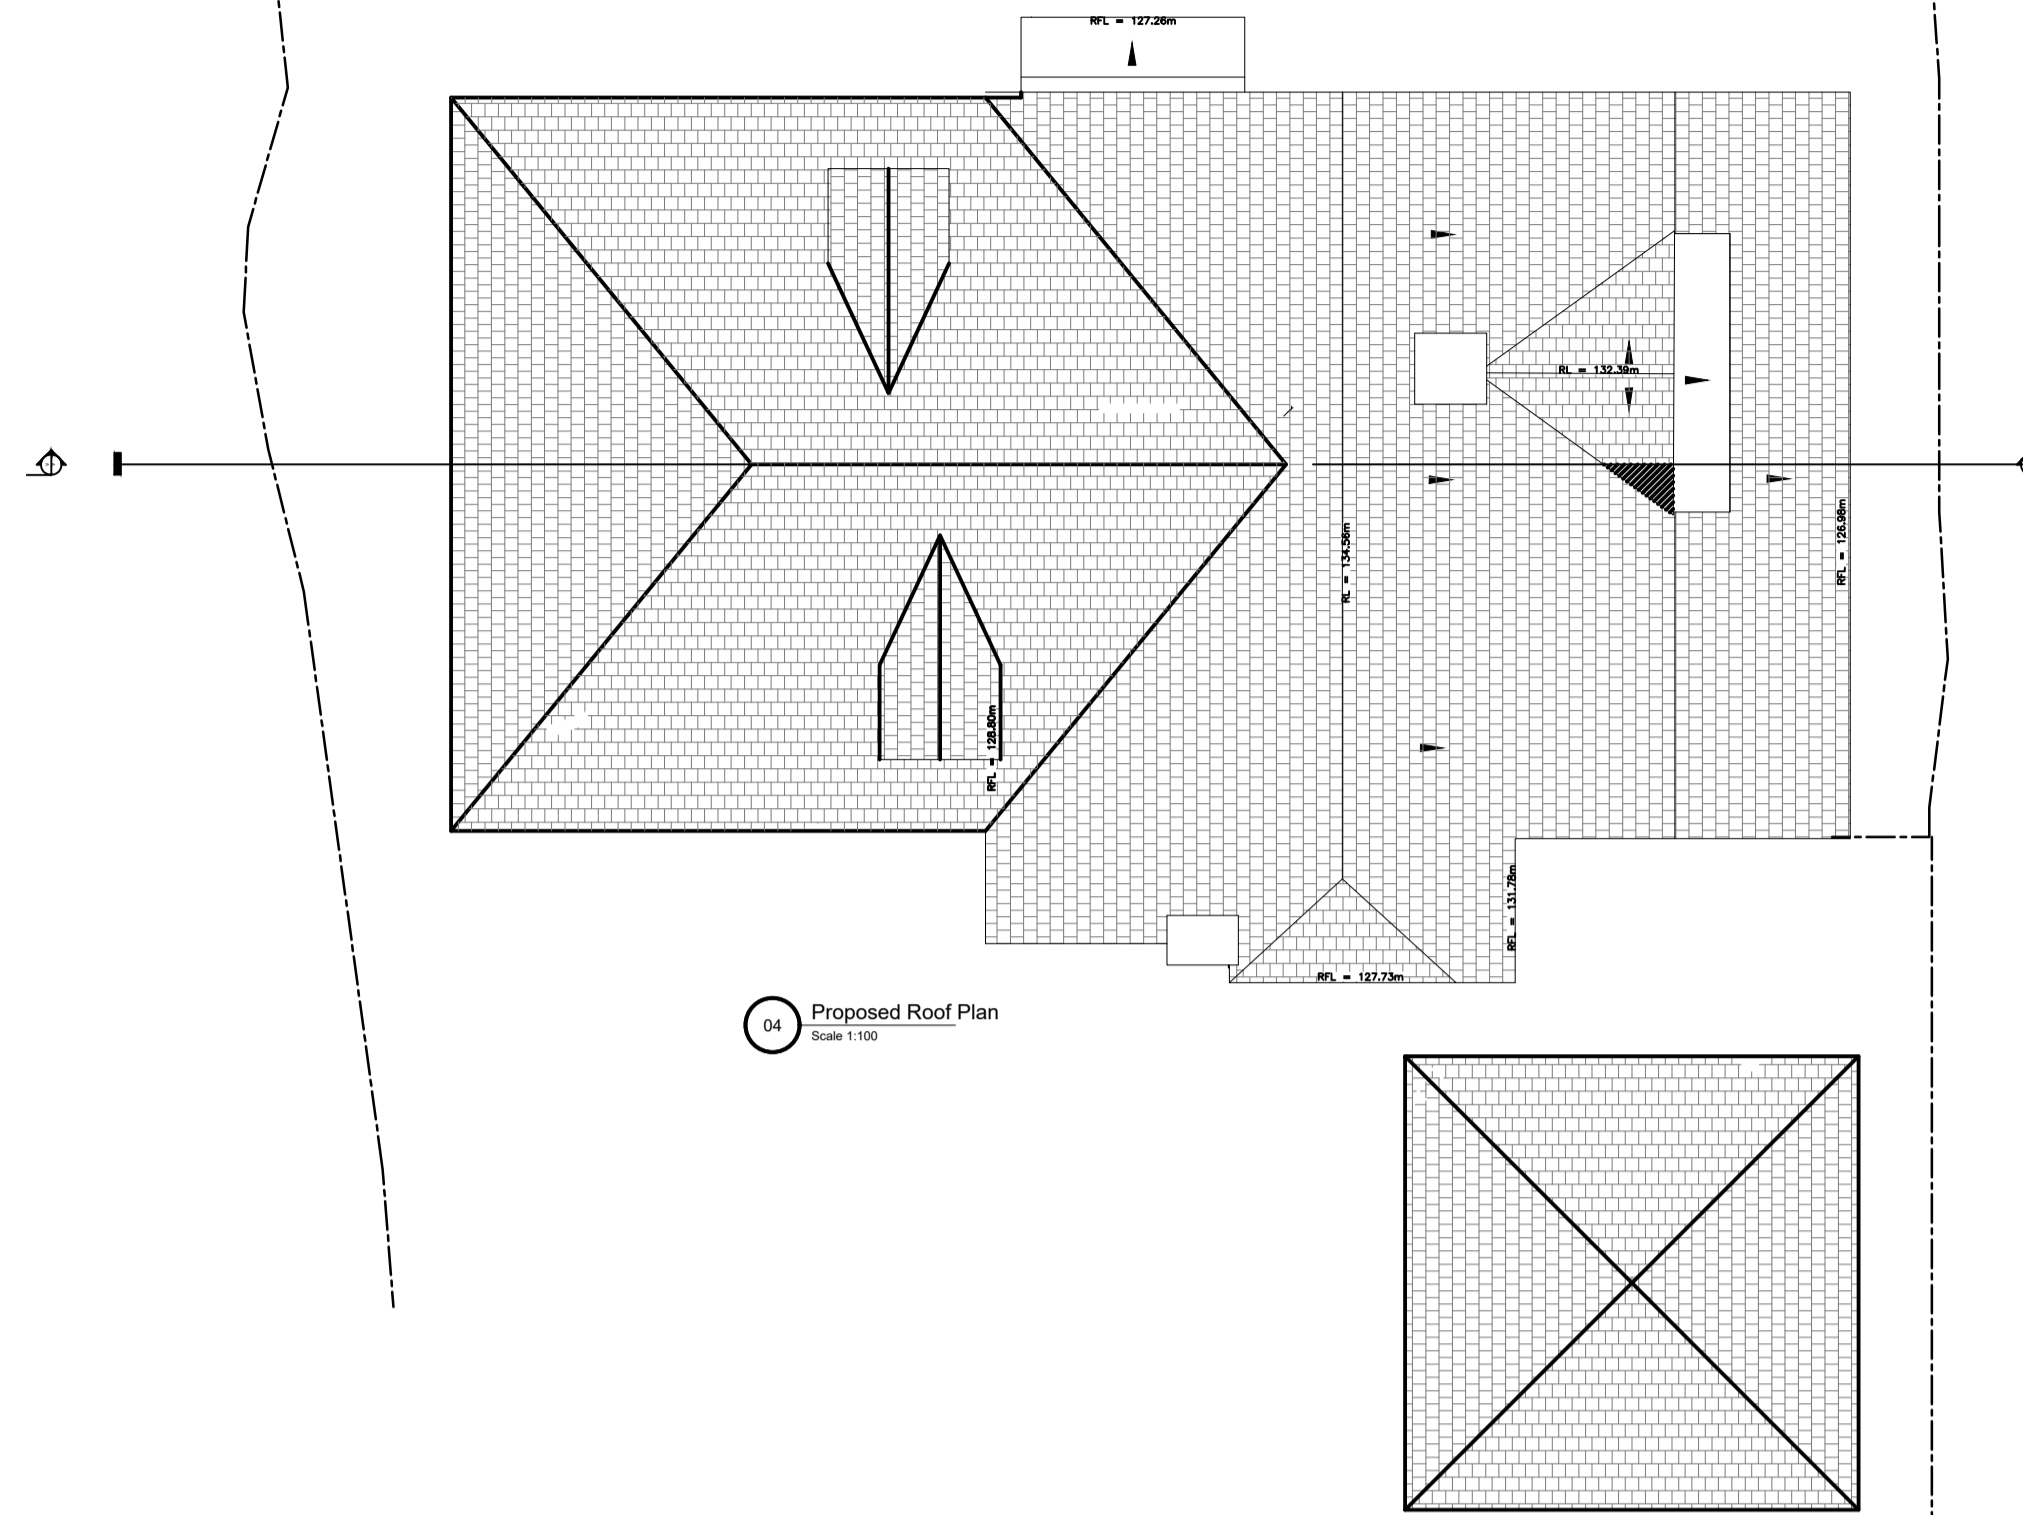 RFL = 127.26m
RL = 132.39m
RFL = 126.98m
RL = 134.56m
RFL = 128.80m
RFL = 131.78m
RFL = 127.73m
04
Proposed Roof Plan
Scale 1:100